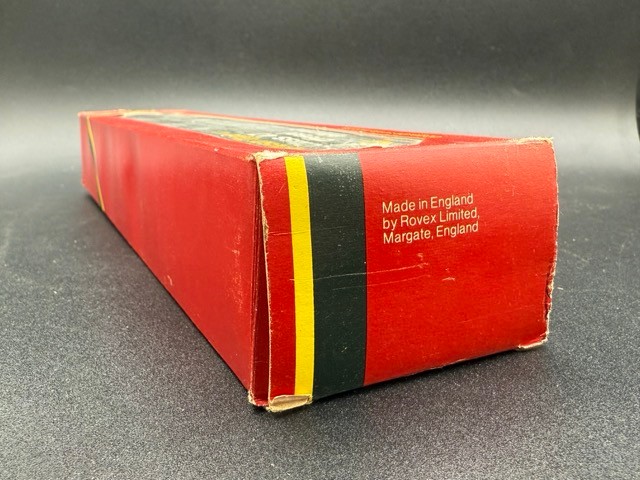 Made in England
by Rovex Limited,
Margate, England